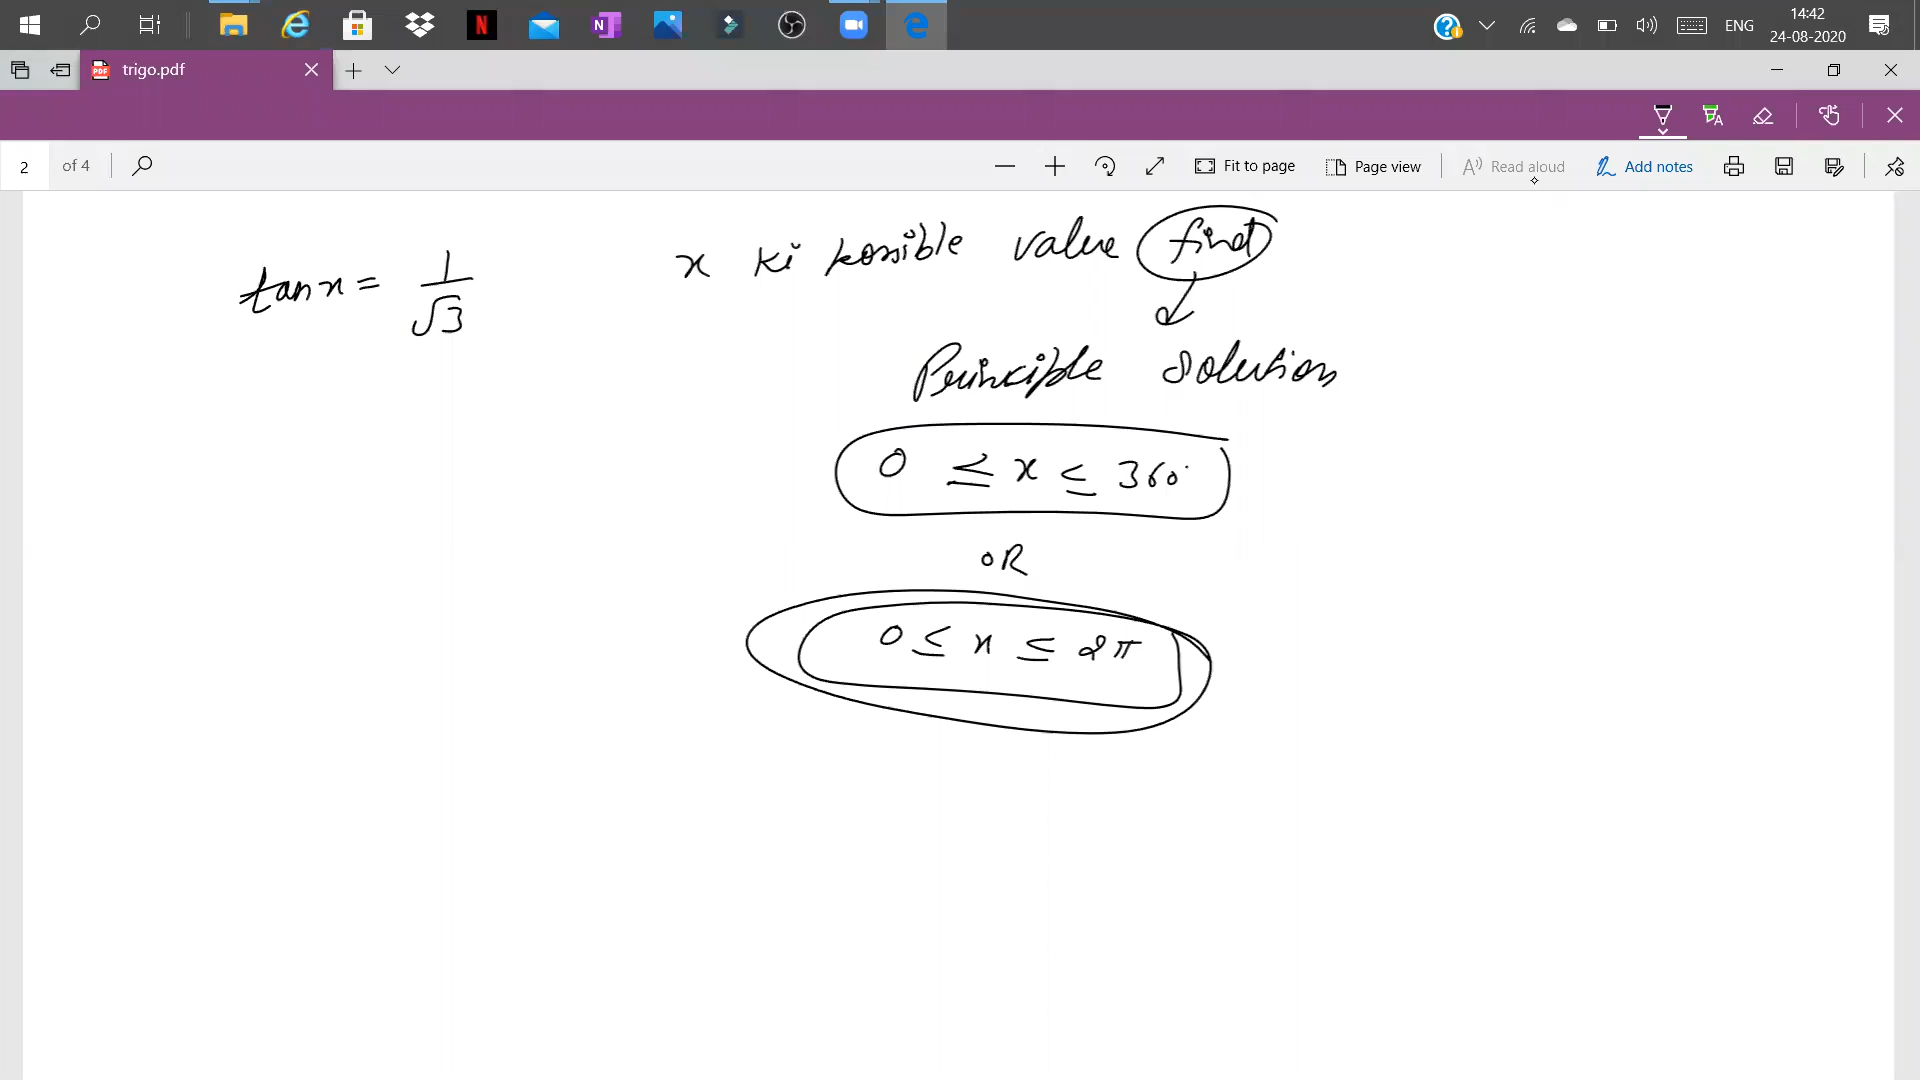 14:42
ENG
24-08-2020
trigo.pdf
2 of 4
Fit to page
Page view
Read aloud
Add notes
tan x = 1/√3
x ki possible value find
Principle solution
0 ≤ x ≤ 360°
OR
0 ≤ x ≤ 2π